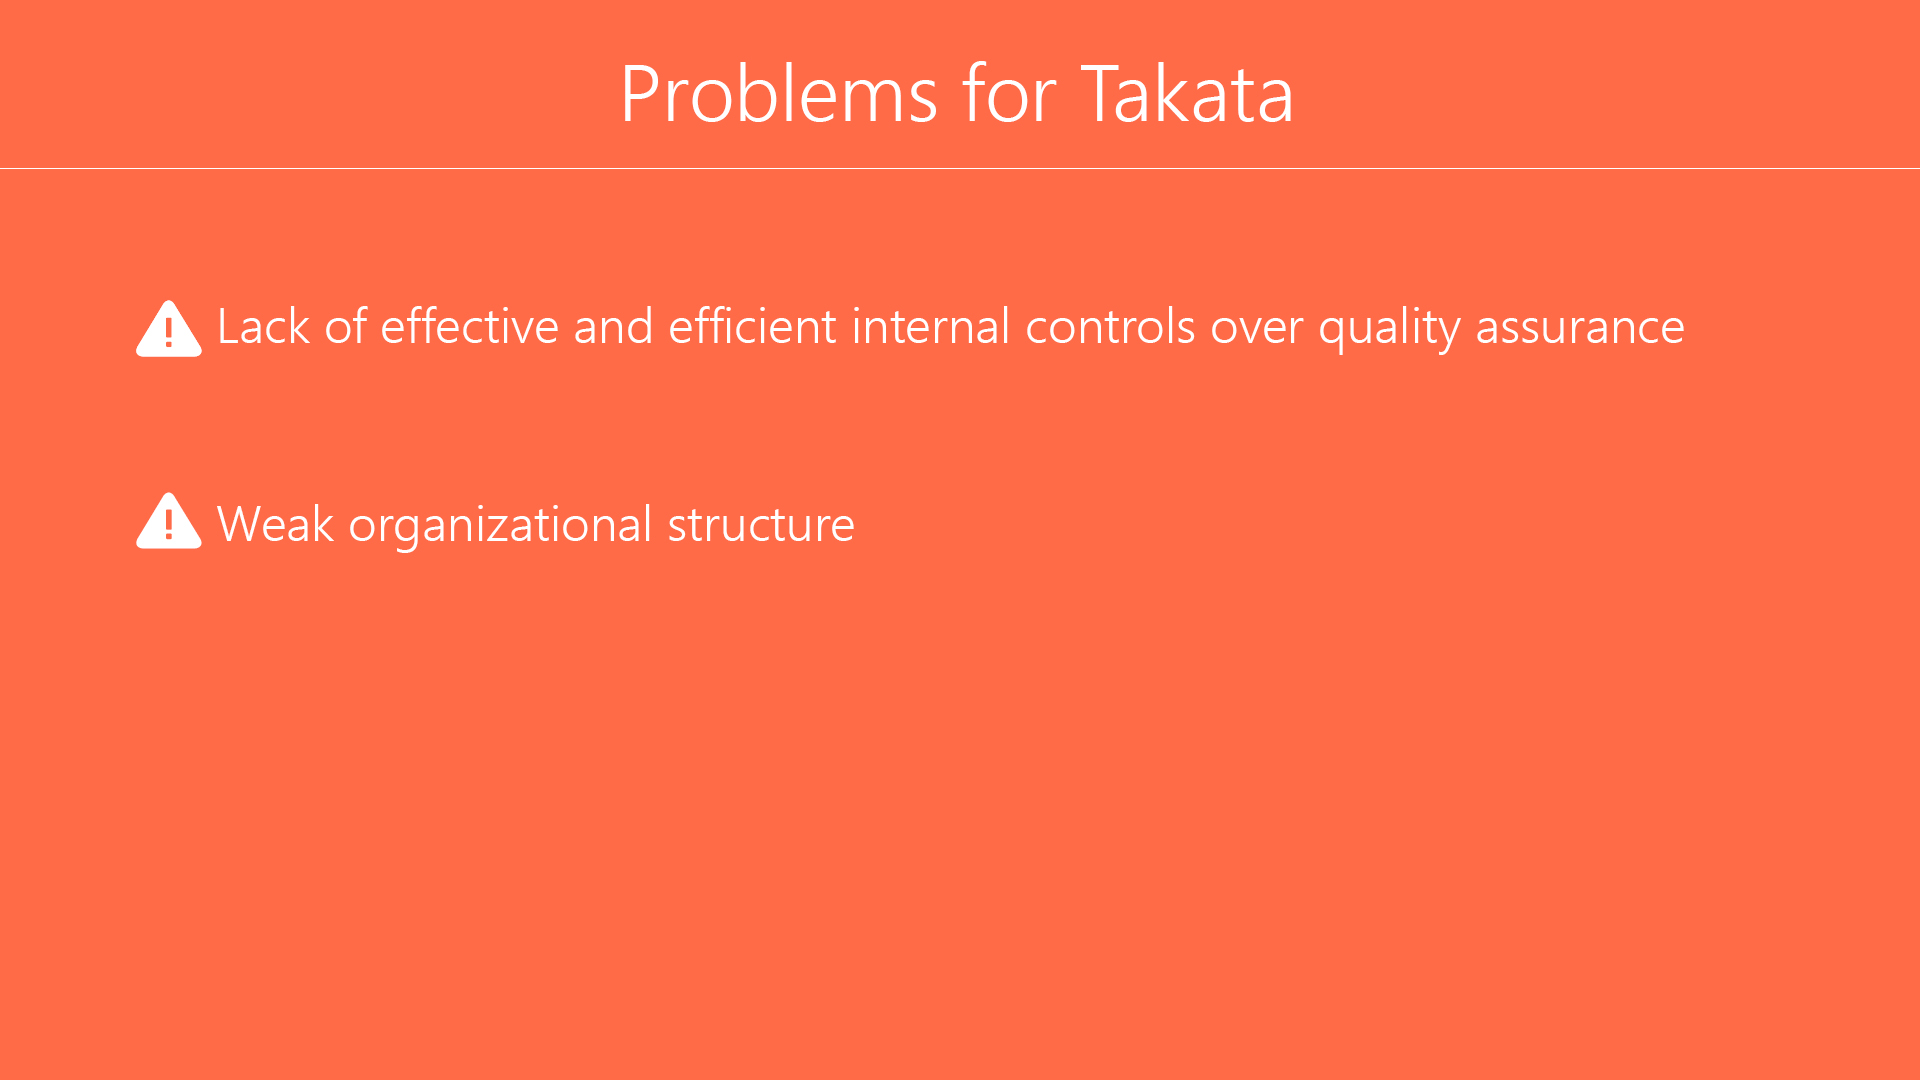 Problems for Takata
Lack of effective and efficient internal controls over quality assurance
Weak organizational structure